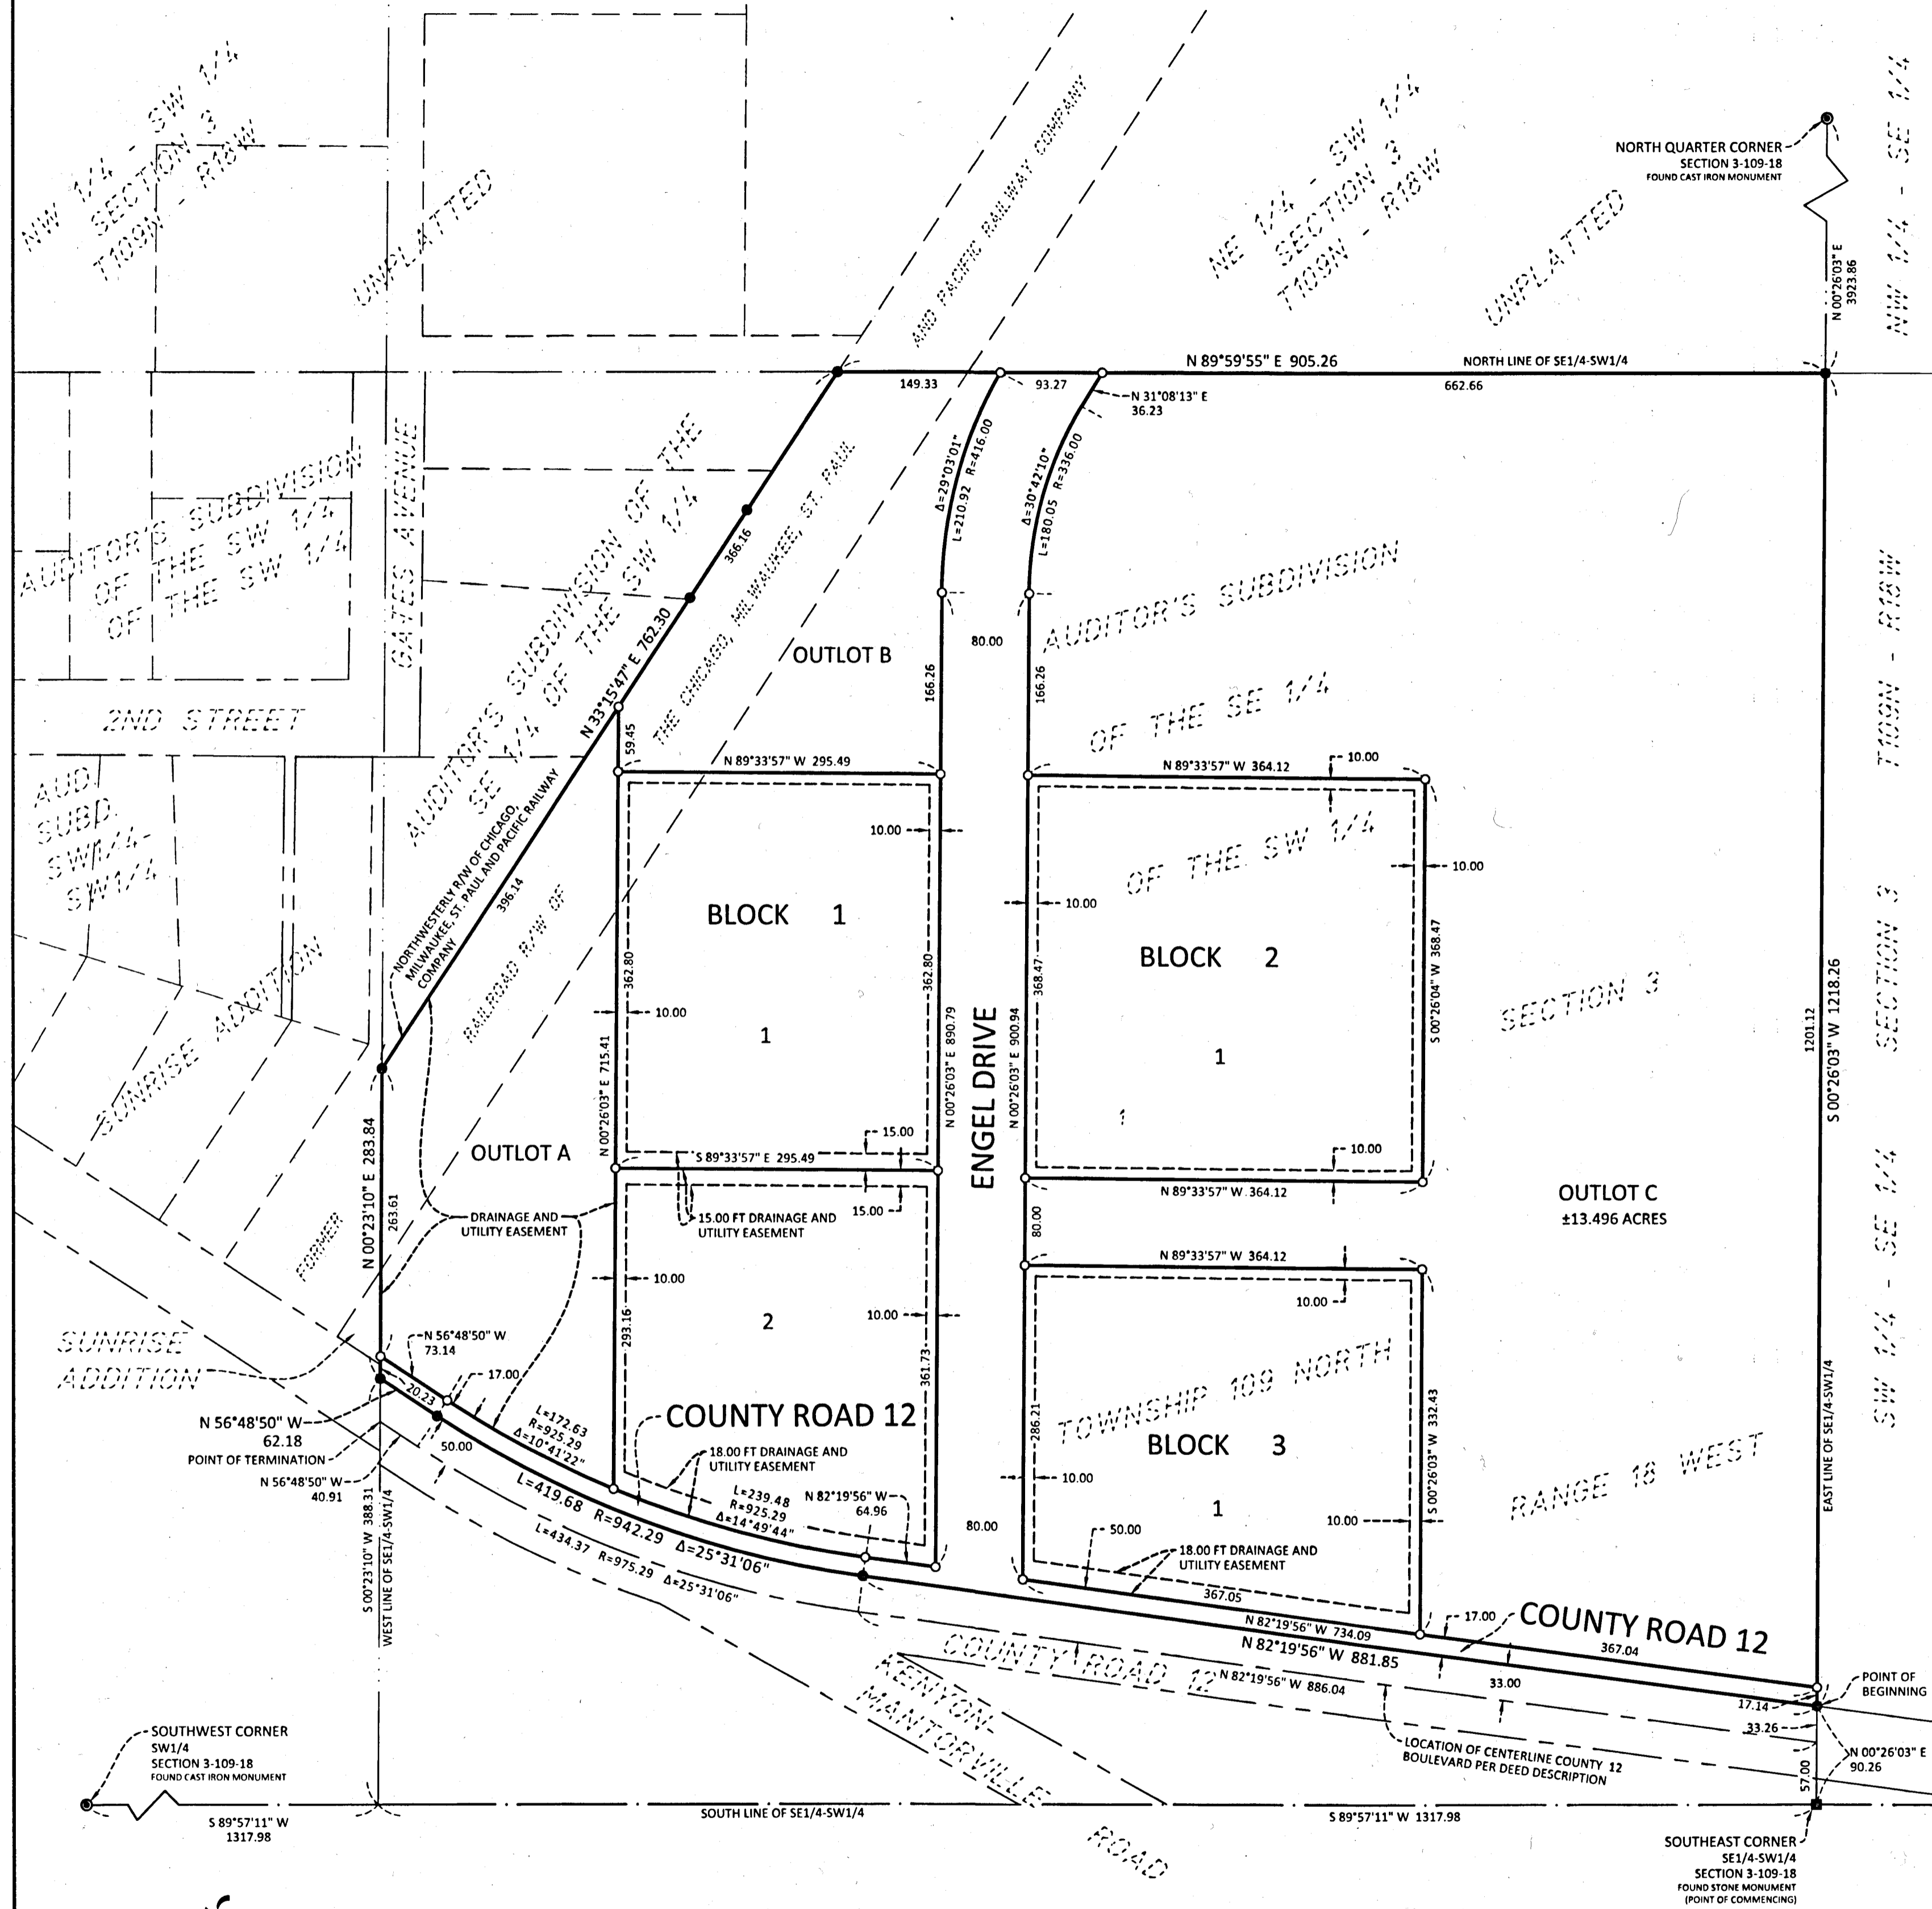 NW 1/4 - SW 1/4
SECTION 3
T109N - R18W
UNPLATTED
AND PACIFIC RAILWAY COMPANY
NE 1/4 - SW 1/4
SECTION 3
T109N - R18W
UNPLATTED
NORTH QUARTER CORNER
SECTION 3-109-18
FOUND CAST IRON MONUMENT
N 00°26'03" E
3923.86
NW 1/4 - SE 1/4
N 89°59'55" E 905.26
NORTH LINE OF SE1/4-SW1/4
149.33
93.27
662.66
N 31°08'13" E
36.23
Δ=29°03'01"
L=210.92 R=416.00
Δ=30°42'10"
L=180.05 R=336.00
GATES AVENUE
AUDITOR'S SUBDIVISION
OF THE SW 1/4
OF THE SW 1/4
AUDITOR'S SUBDIVISION OF THE
SE 1/4 OF THE SW 1/4
366.16
N 33°15'47" E 762.30
THE CHICAGO, MILWAUKEE, ST. PAUL
OUTLOT B
80.00
166.26
166.26
AUDITOR'S SUBDIVISION
OF THE SE 1/4
OF THE SW 1/4
T109N - R18W
2ND STREET
59.45
N 89°33'57" W 295.49
N 89°33'57" W 364.12
10.00
AUD.
SUBD.
SW1/4-
SW1/4
NORTHWESTERLY R/W OF CHICAGO,
MILWAUKEE, ST. PAUL AND PACIFIC RAILWAY
COMPANY
396.14
RAILROAD R/W OF
10.00
10.00
10.00
BLOCK 1
BLOCK 2
362.80
362.80
368.47
S 00°26'04" W 368.47
SUNRISE ADDITION
10.00
1
1
SECTION 3
SECTION 3
1201.12
S 00°26'03" W 1218.26
N 00°26'03" E 715.41
N 00°26'03" E 890.79
ENGEL DRIVE
N 00°26'03" E 900.94
1
15.00
10.00
OUTLOT A
S 89°33'57" E 295.49
N 89°33'57" W 364.12
OUTLOT C
±13.496 ACRES
N 00°23'10" E 283.84
263.61
DRAINAGE AND
UTILITY EASEMENT
15.00 FT DRAINAGE AND
UTILITY EASEMENT
15.00
80.00
N 89°33'57" W 364.12
SW 1/4 - SE 1/4
FORMER
10.00
10.00
10.00
2
293.16
361.73
SUNRISE
ADDITION
N 56°48'50" W
73.14
17.00
20.23
TOWNSHIP 109 NORTH
S 00°26'03" W 332.43
286.21
EAST LINE OF SE1/4-SW1/4
N 56°48'50" W
62.18
POINT OF TERMINATION
N 56°48'50" W
40.91
50.00
L=172.63
R=925.29
Δ=10°41'22"
COUNTY ROAD 12
18.00 FT DRAINAGE AND
UTILITY EASEMENT
BLOCK 3
10.00
1
RANGE 18 WEST
L=239.48
R=925.29
Δ=14°49'44"
N 82°19'56" W
64.96
80.00
50.00
10.00
18.00 FT DRAINAGE AND
UTILITY EASEMENT
L=419.68 R=942.29 Δ=25°31'06"
L=434.37 R=975.29 Δ=25°31'06"
S 00°23'10" W 388.31
WEST LINE OF SE1/4-SW1/4
367.05
N 82°19'56" W 734.09
N 82°19'56" W 881.85
17.00
COUNTY ROAD 12
367.04
COUNTY ROAD 12
N 82°19'56" W 886.04
33.00
KENYON-
MANTORVILLE
ROAD
17.14
POINT OF
BEGINNING
33.26
N 00°26'03" E
90.26
57.00
LOCATION OF CENTERLINE COUNTY 12
BOULEVARD PER DEED DESCRIPTION
SOUTHWEST CORNER
SW1/4
SECTION 3-109-18
FOUND CAST IRON MONUMENT
S 89°57'11" W
1317.98
SOUTH LINE OF SE1/4-SW1/4
S 89°57'11" W 1317.98
SOUTHEAST CORNER
SE1/4-SW1/4
SECTION 3-109-18
FOUND STONE MONUMENT
(POINT OF COMMENCING)